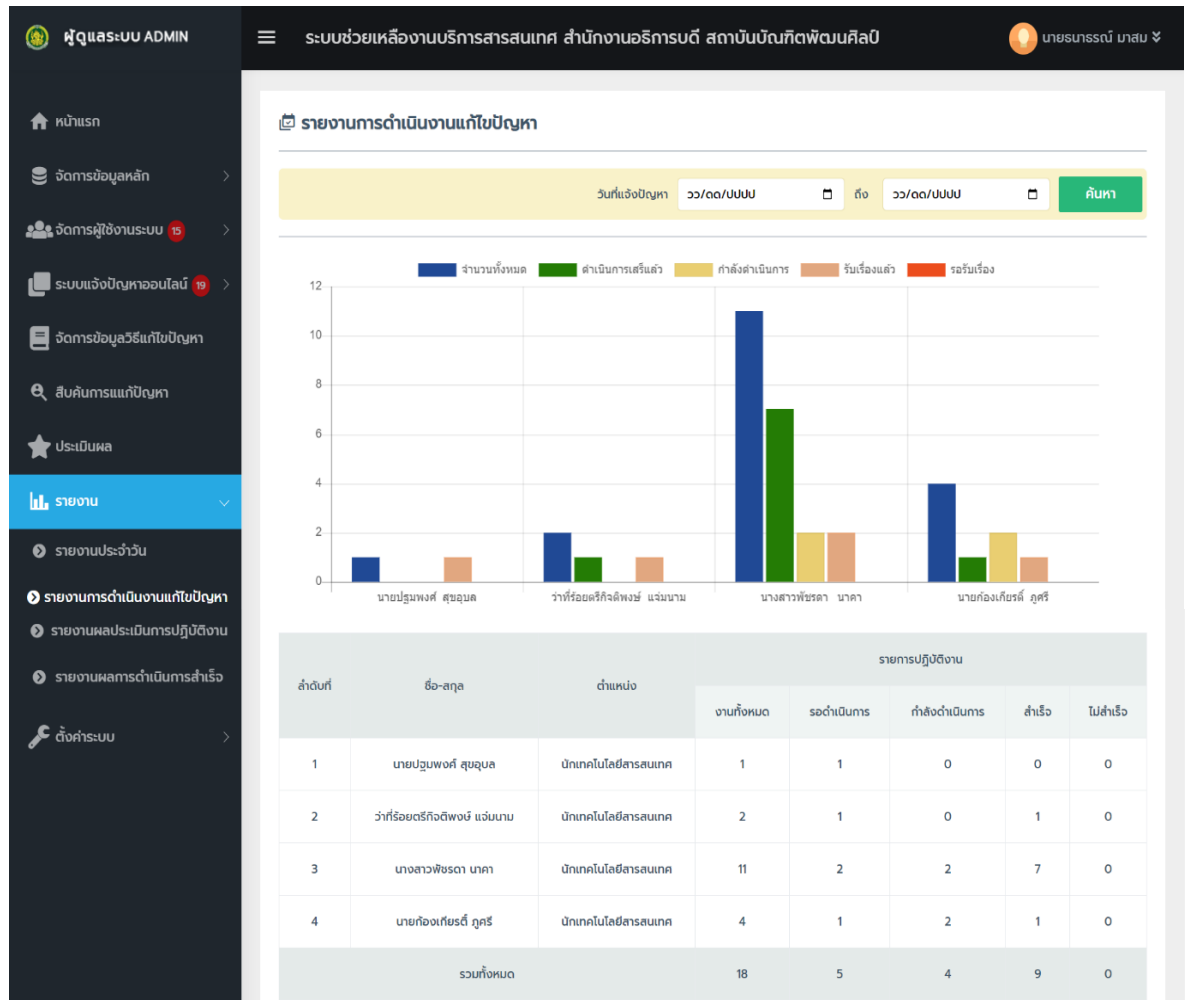 ผู้ดูแลระบบ ADMIN
ระบบช่วยเหลืองานบริการสารสนเทศ สำนักงานอธิการบดี สถาบันบัณฑิตพัฒนศิลป์
นายธนาธรณ์ มาสม
หน้าแรก
จัดการข้อมูลหลัก
จัดการผู้ใช้งานระบบ 15
ระบบแจ้งปัญหาออนไลน์ 19
จัดการข้อมูลวิธีแก้ไขปัญหา
สืบค้นการแแก้ปัญหา
ประเมินผล
รายงาน
รายงานประจำวัน
รายงานการดำเนินงานแก้ไขปัญหา
รายงานผลประเมินการปฏิบัติงาน
รายงานผลการดำเนินการสำเร็จ
ตั้งค่าระบบ
รายงานการดำเนินงานแก้ไขปัญหา
วันที่แจ้งปัญหา วว/ดด/ปปปป ถึง วว/ดด/ปปปป ค้นหา
จำนวนทั้งหมด ดำเนินการเสร็แล้ว กำลังดำเนินการ รับเรื่องแล้ว รอรับเรื่อง
12
10
8
6
4
2
0
นายปฐมพงศ์ สุขอุบล ว่าที่ร้อยตรีกิจติพงษ์ แจ่มนาม นางสาวพัชรดา นาคา นายก้องเกียรติ์ ภูศรี
ลำดับที่ ชื่อ-สกุล ตำแหน่ง รายการปฏิบัติงาน
งานทั้งหมด รอดำเนินการ กำลังดำเนินการ สำเร็จ ไม่สำเร็จ
1 นายปฐมพงศ์ สุขอุบล นักเทคโนโลยีสารสนเทศ 1 1 0 0 0
2 ว่าที่ร้อยตรีกิจติพงษ์ แจ่มนาม นักเทคโนโลยีสารสนเทศ 2 1 0 1 0
3 นางสาวพัชรดา นาคา นักเทคโนโลยีสารสนเทศ 11 2 2 7 0
4 นายก้องเกียรติ์ ภูศรี นักเทคโนโลยีสารสนเทศ 4 1 2 1 0
รวมทั้งหมด 18 5 4 9 0